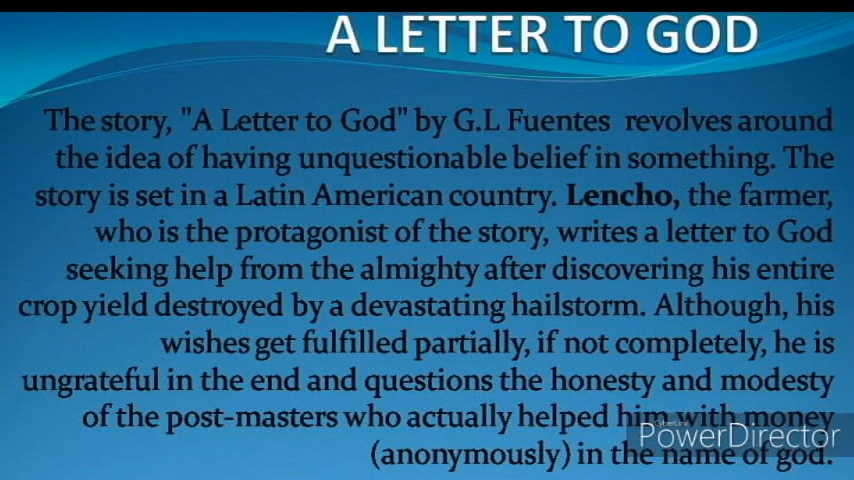 A LETTER TO GOD
The story, "A Letter to God" by G.L Fuentes revolves around
the idea of having unquestionable belief in something. The
story is set in a Latin American country. Lencho, the farmer,
who is the protagonist of the story, writes a letter to God
seeking help from the almighty after discovering his entire
crop yield destroyed by a devastating hailstorm. Although, his
wishes get fulfilled partially, if not completely, he is
ungrateful in the end and questions the honesty and modesty
of the post-masters who actually helped him with money
(anonymously) in the name of god.
CyberLink
PowerDirector